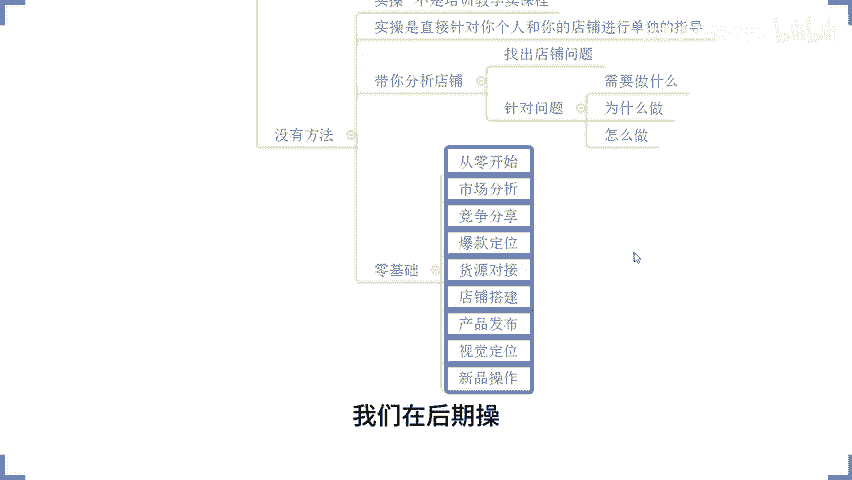 实操 不是培训教学卖课程
实操是直接针对你个人和你的店铺进行单独的指导
找出店铺问题
带你分析店铺
需要做什么
针对问题
为什么做
怎么做
没有方法
从零开始
市场分析
竞争分享
爆款定位
零基础
货源对接
店铺搭建
产品发布
视觉定位
新品操作
我们在后期操